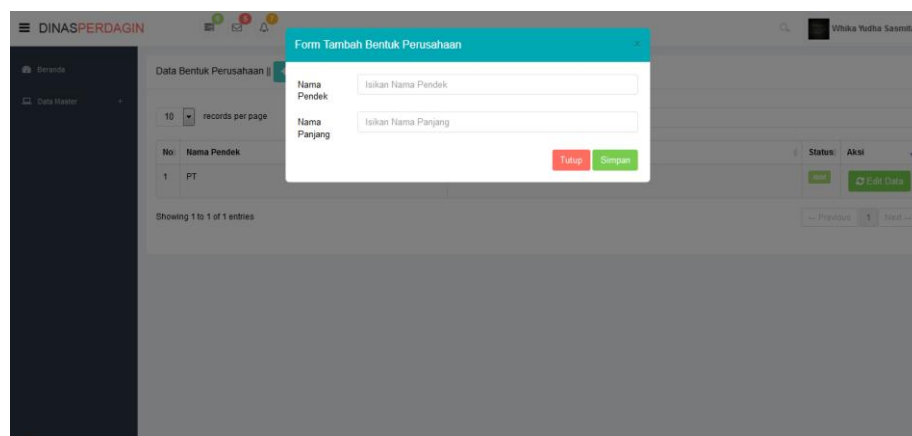 DINASPERDAGIN
Whika Yudha Sasmit
Beranda
Data Master
Data Bentuk Perusahaan ||
Form Tambah Bentuk Perusahaan
×
Nama Pendek
Isikan Nama Pendek
Nama Panjang
Isikan Nama Panjang
Tutup
Simpan
10 records per page
No Nama Pendek Status Aksi
1 PT Edit Data
Showing 1 to 1 of 1 entries
← Previous 1 Next →